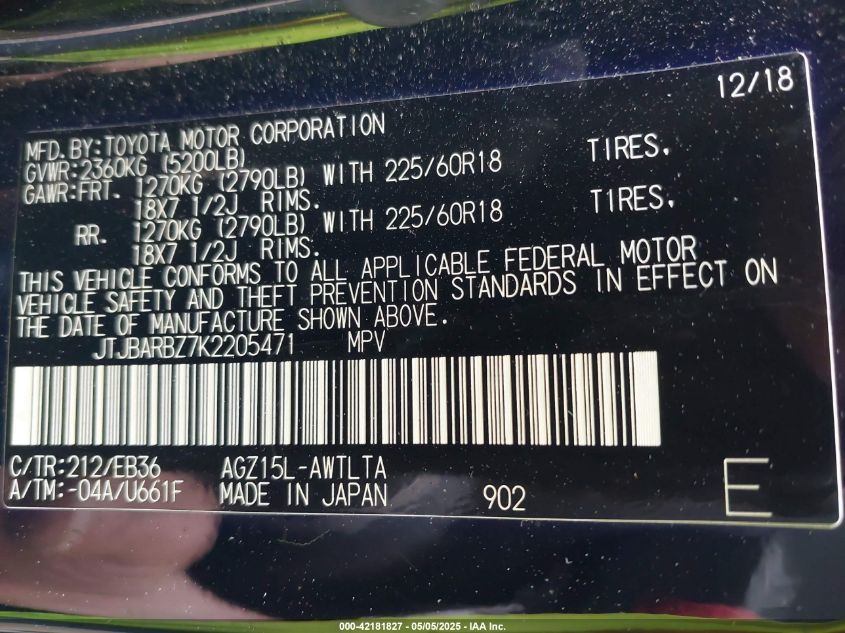 12/18
MFD.BY:TOYOTA MOTOR CORPORATION
GVWR:2360KG (5200LB)
GAWR:FRT. 1270KG (2790LB) WITH 225/60R18 TIRES.
18X7 1/2J RIMS.
RR. 1270KG (2790LB) WITH 225/60R18 TIRES.
18X7 1/2J RIMS.
THIS VEHICLE CONFORMS TO ALL APPLICABLE FEDERAL MOTOR
VEHICLE SAFETY AND THEFT PREVENTION STANDARDS IN EFFECT ON
THE DATE OF MANUFACTURE SHOWN ABOVE.
JTJBARBZ7K2205471 MPV
C/TR:212/EB36 AGZ15L-AWTLTA
A/TM:-04A/U661F MADE IN JAPAN 902 E
000-42181827 - 05/05/2025 - IAA Inc.